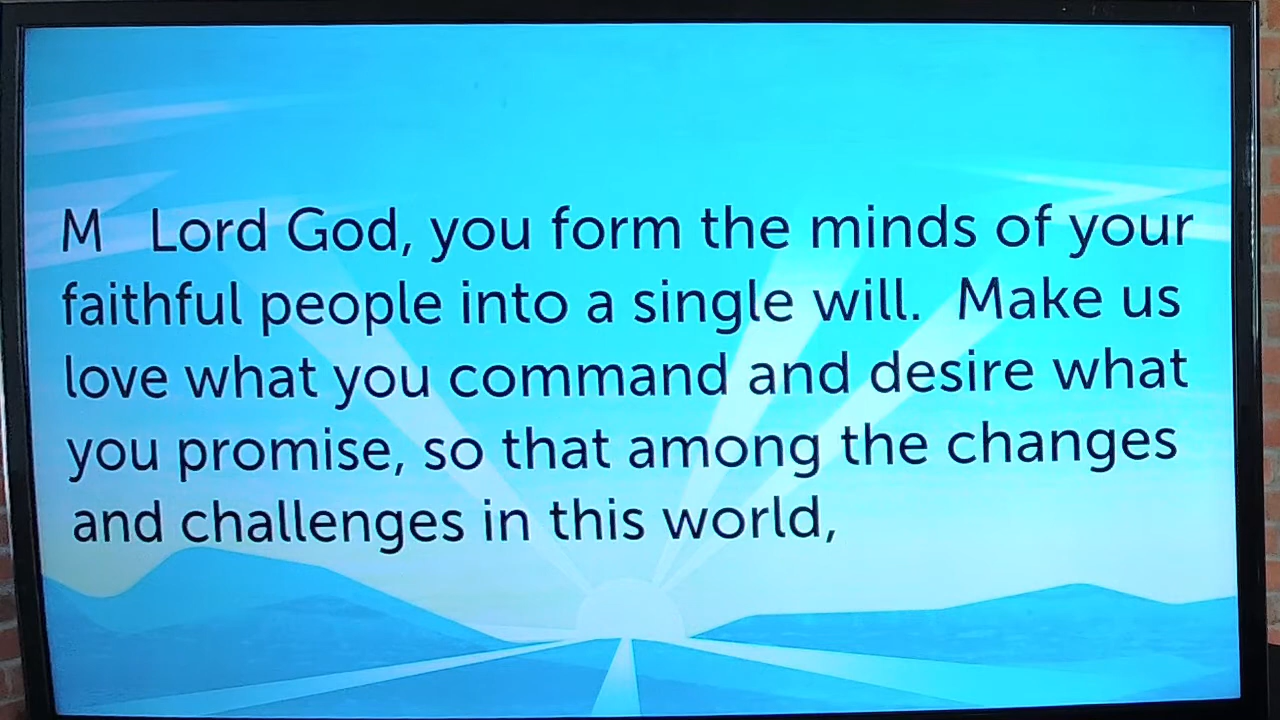 M Lord God, you form the minds of your
faithful people into a single will. Make us
love what you command and desire what
you promise, so that among the changes
and challenges in this world,